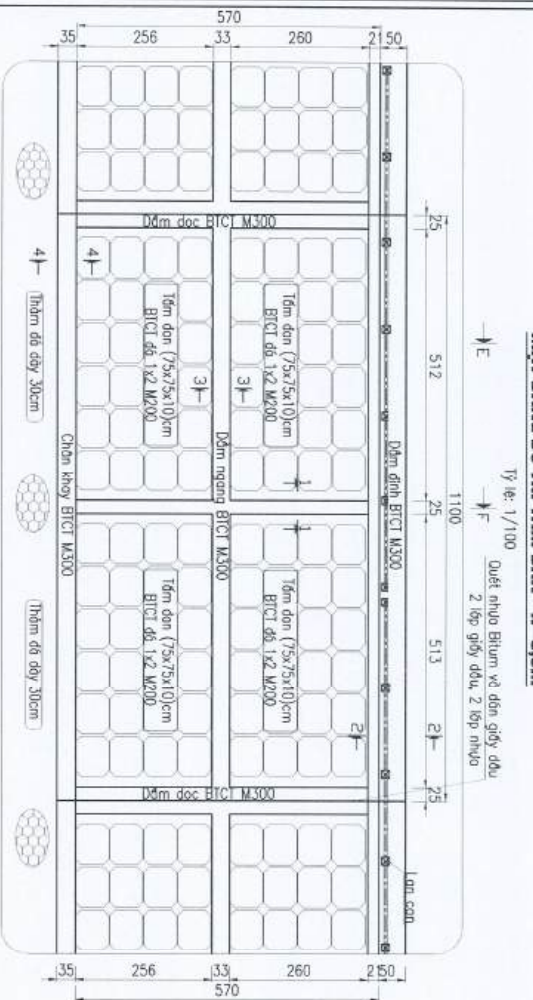 570
35
256
33
260
21
50
Tỷ lệ: 1/100
E
F
Quét nhựa Bitum và dán giấy dầu
2 lớp giấy dầu, 2 lớp nhựa
1100
25
512
25
513
25
Dầm dọc BTCT M300
Dầm đỉnh BTCT M300
Lan can
Tấm đan (75x75x10)cm
BTCT đá 1x2 M200
Tấm đan (75x75x10)cm
BTCT đá 1x2 M200
1
1
2
2
3
3
Dầm ngang BTCT M300
Tấm đan (75x75x10)cm
BTCT đá 1x2 M200
Tấm đan (75x75x10)cm
BTCT đá 1x2 M200
Dầm dọc BTCT M300
4
4
Chân khay BTCT M300
Thảm đá dày 30cm
Thảm đá dày 30cm
35
256
33
260
21
50
570